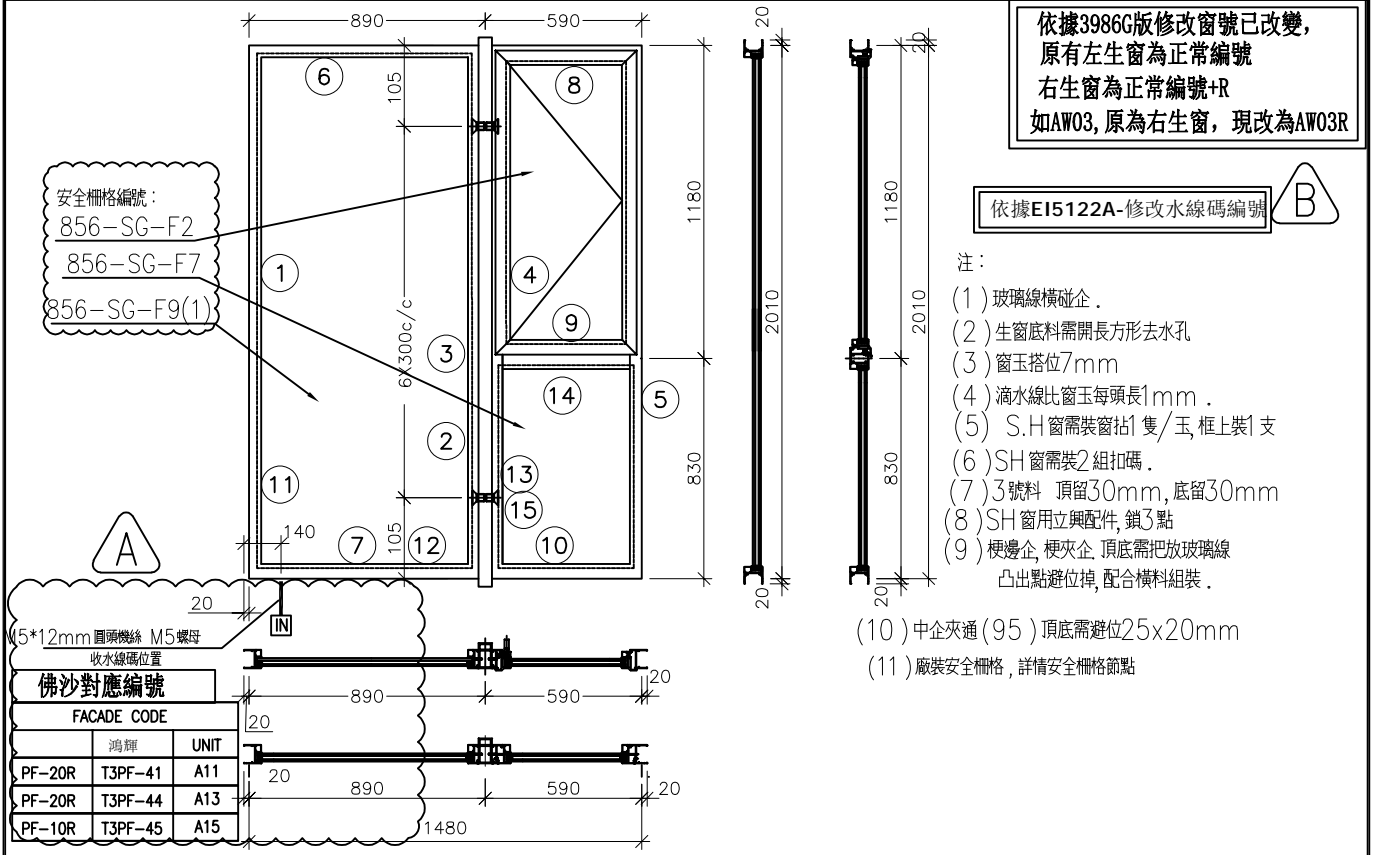 890
590
20
20
依據3986G版修改窗號已改變，
原有左生窗為正常編號
右生窗為正常編號+R
如AW03, 原為右生窗，現改為AW03R
6
8
105
安全柵格編號：
856-SG-F2
856-SG-F7
856-SG-F9(1)
1
4
9
3
6X300c/c
2
14
5
13
15
11
7
12
10
105
140
1180
2010
830
20
1180
2010
830
20
依據EI5122A-修改水線碼編號
B
注：
(1) 玻璃線橫碰企．
(2) 生窗底料需開長方形去水孔
(3) 窗玉搭位7mm
(4) 滴水線比窗玉每頭長1mm．
(5) S.H窗需裝窗拈1隻/玉, 框上裝1支
(6) SH窗需裝2組扣碼．
(7) 3號料 頂留30mm, 底留30mm
(8) SH窗用立興配件, 鎖3點
(9) 梗邊企, 梗夾企, 頂底需把放玻璃線
凸出點避位掉, 配合橫料組裝．
(10) 中企夾通(95) 頂底需避位25x20mm
(11) 廠裝安全柵格, 詳情安全柵格節點
A
20
IN
5*12mm 圓頭機絲 M5螺母
收水線碼位置
佛沙對應編號
FACADE CODE
鴻輝 UNIT
PF-20R T3PF-41 A11
PF-20R T3PF-44 A13
PF-10R T3PF-45 A15
890
590
20
20
20
890
590
20
1480